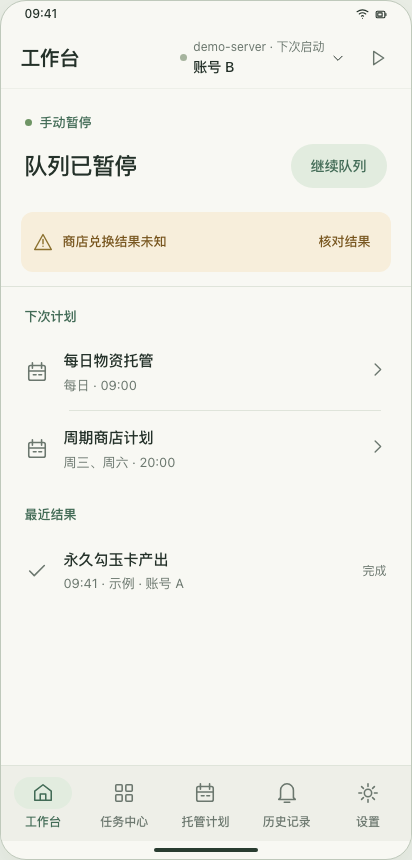 09:41
工作台
demo-server · 下次启动
账号 B
手动暂停
队列已暂停
继续队列
商店兑换结果未知
核对结果
下次计划
每日物资托管
每日 · 09:00
周期商店计划
周三、周六 · 20:00
最近结果
永久勾玉卡产出
09:41 · 示例 · 账号 A
完成
工作台
任务中心
托管计划
历史记录
设置